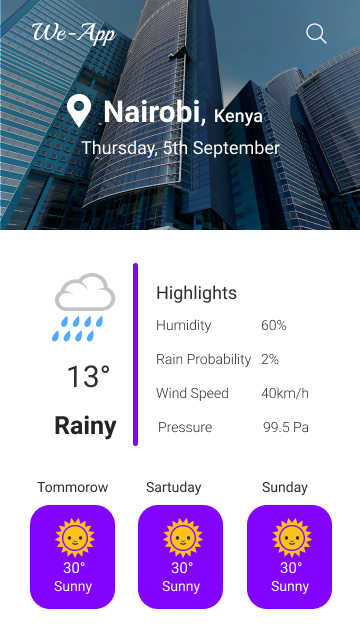 We-App
Nairobi, Kenya
Thursday, 5th September
Highlights
Humidity 60%
Rain Probability 2%
Wind Speed 40km/h
Pressure 99.5 Pa
13°
Rainy
Tommorow Sartuday Sunday
30° 30° 30°
Sunny Sunny Sunny